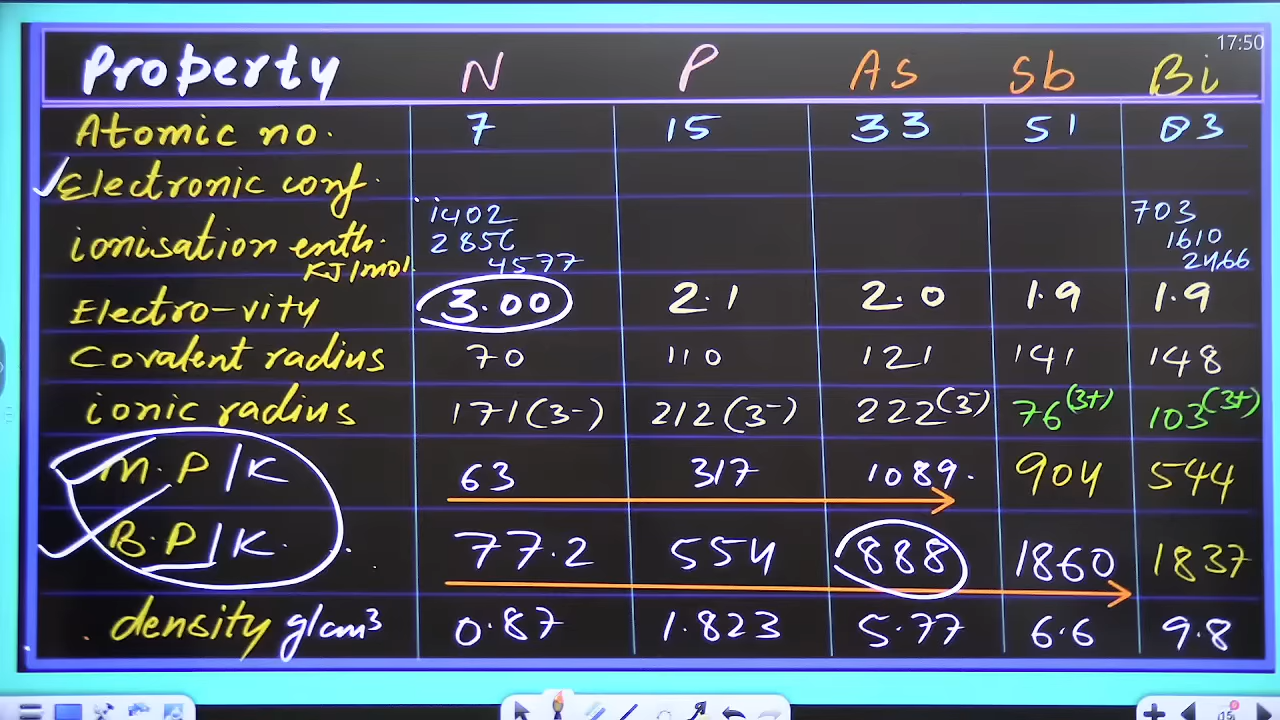 17:50
Property N P As Sb Bi
Atomic no. 7 15 33 51 83
Electronic conf.
ionisation enth. KJ/mol 1402 2856 4577 703 1610 2466
Electro-vity 3.00 2.1 2.0 1.9 1.9
Covalent radius 70 110 121 141 148
ionic radius 171(3-) 212(3-) 222(3-) 76(3+) 103(3+)
M.P/K 63 317 1089. 904 544
B.P/K. 77.2 554 888 1860 1837
density g/cm3 0.87 1.823 5.77 6.6 9.8